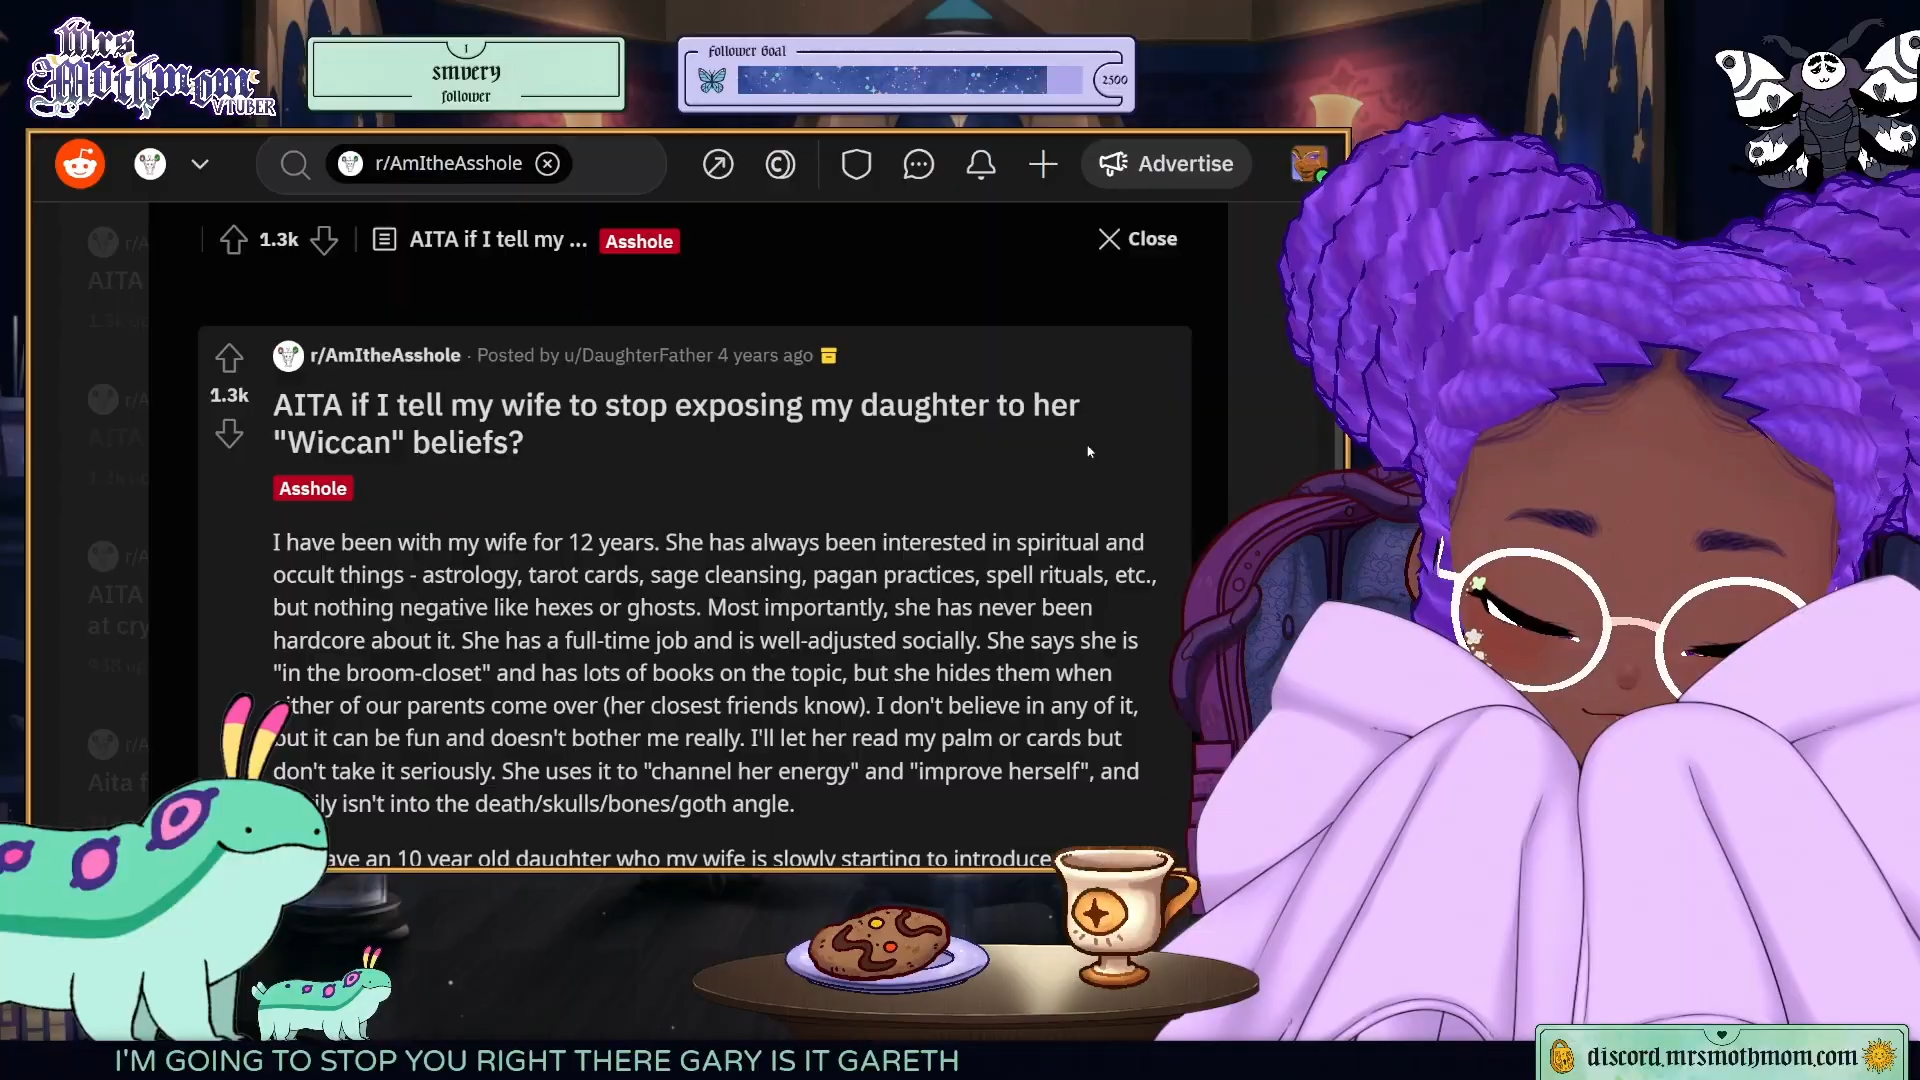 Mrs
Mothmom
VTUBER
1
smvery
follower
Follower Goal
2500
r/AmItheAsshole
Advertise
1.3k
AITA if I tell my ...
Asshole
Close
r/A
AITA
r/AmItheAsshole · Posted by u/DaughterFather 4 years ago
1.3k
AITA if I tell my wife to stop exposing my daughter to her
"Wiccan" beliefs?
Asshole
I have been with my wife for 12 years. She has always been interested in spiritual and
occult things - astrology, tarot cards, sage cleansing, pagan practices, spell rituals, etc.,
but nothing negative like hexes or ghosts. Most importantly, she has never been
hardcore about it. She has a full-time job and is well-adjusted socially. She says she is
"in the broom-closet" and has lots of books on the topic, but she hides them when
ither of our parents come over (her closest friends know). I don't believe in any of it,
but it can be fun and doesn't bother me really. I'll let her read my palm or cards but
don't take it seriously. She uses it to "channel her energy" and "improve herself", and
ily isn't into the death/skulls/bones/goth angle.
ave an 10 year old daughter who my wife is slowly starting to introduce
r/A
AITA
r/A
AITA
at cry
r/A
Aita f
I'M GOING TO STOP YOU RIGHT THERE GARY IS IT GARETH
discord.mrsmothmom.com